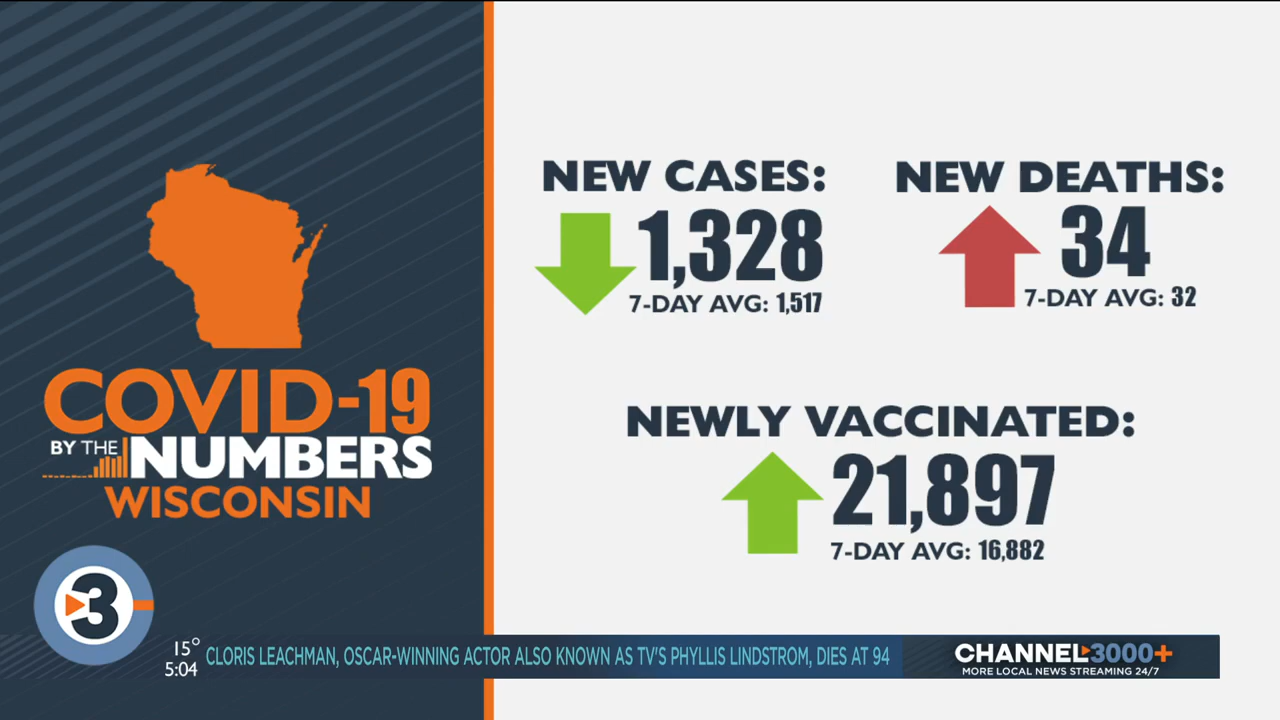 COVID-19
BY THE NUMBERS
WISCONSIN
NEW CASES:
1,328
7-DAY AVG: 1,517
NEW DEATHS:
34
7-DAY AVG: 32
NEWLY VACCINATED:
21,897
7-DAY AVG: 16,882
3
15°
5:04
CLORIS LEACHMAN, OSCAR-WINNING ACTOR ALSO KNOWN AS TV'S PHYLLIS LINDSTROM, DIES AT 94
CHANNEL3000+
MORE LOCAL NEWS STREAMING 24/7